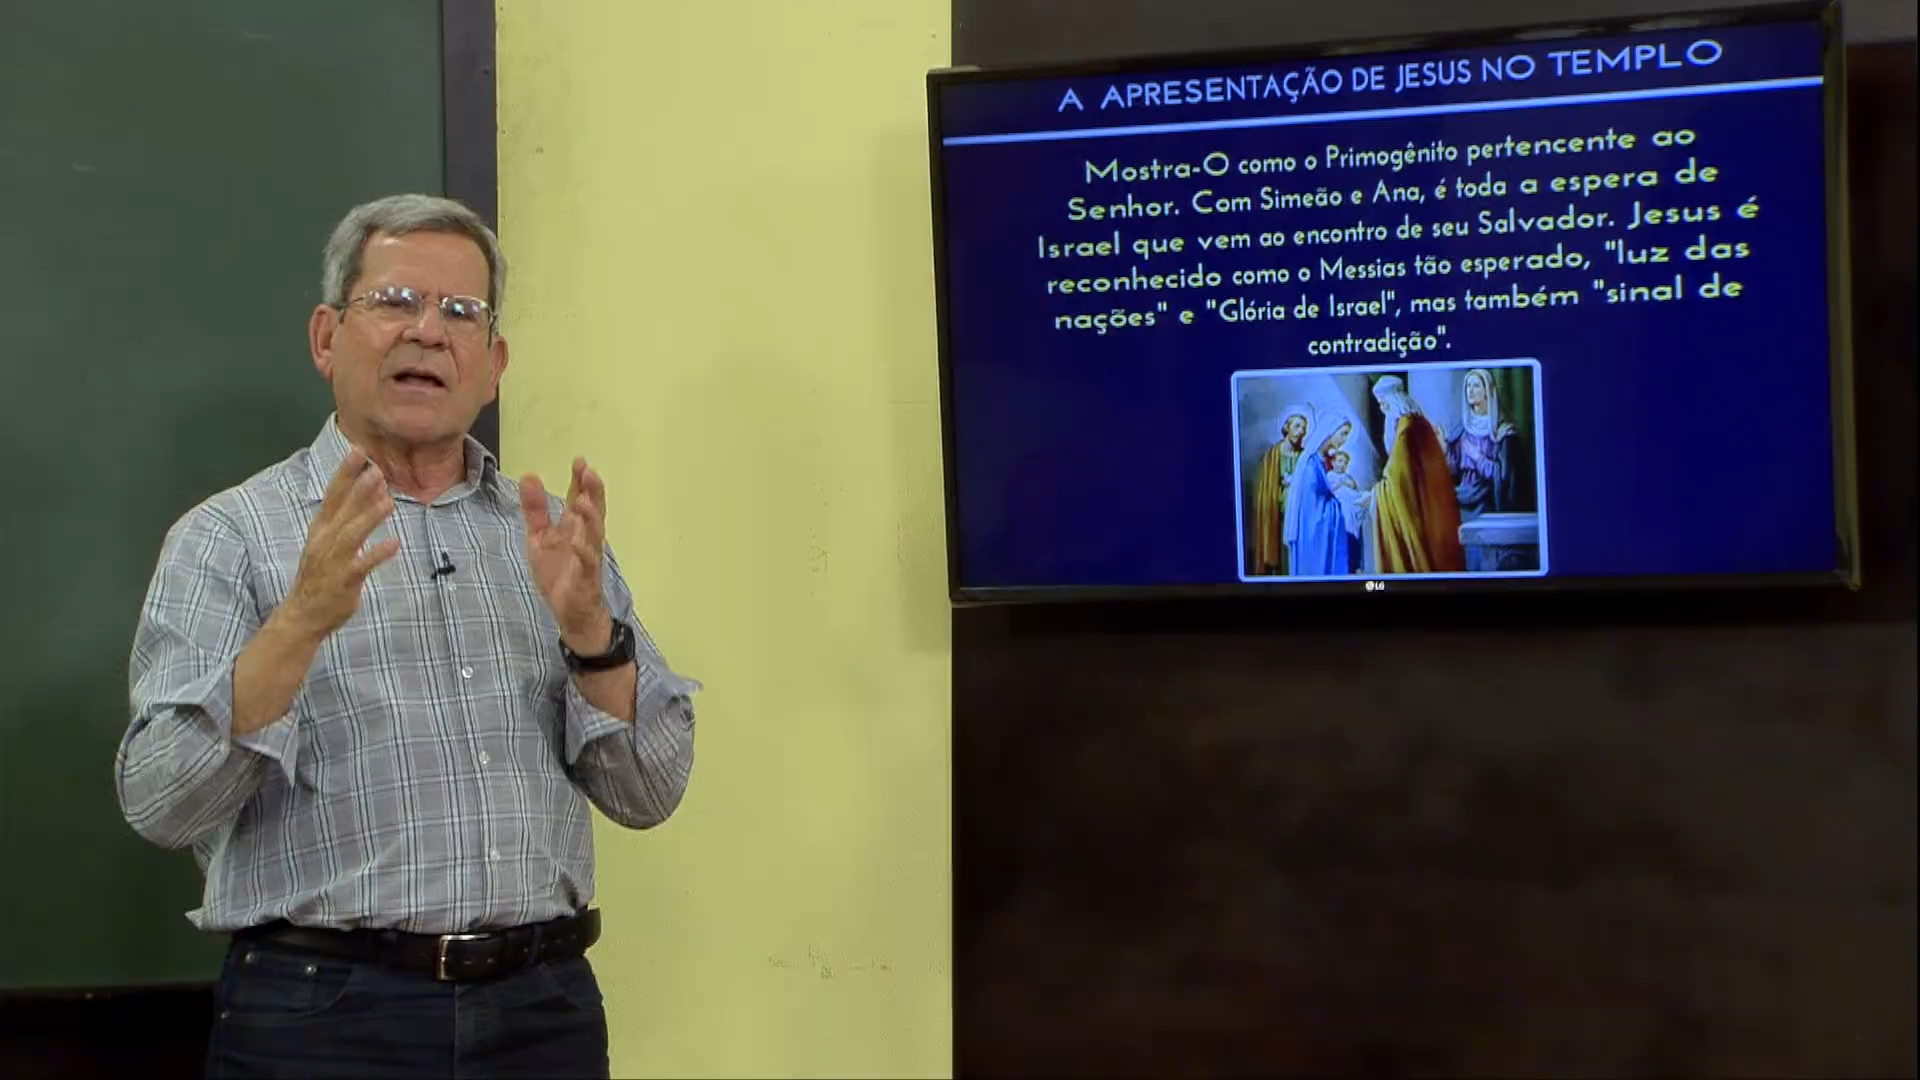 A APRESENTAÇÃO DE JESUS NO TEMPLO
Mostra-O como o Primogênito pertencente ao
Senhor. Com Simeão e Ana, é toda a espera de
Israel que vem ao encontro de seu Salvador. Jesus é
reconhecido como o Messias tão esperado, "luz das
nações" e "Glória de Israel", mas também "sinal de
contradição".
LG